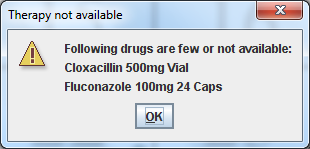 Therapy not available
Following drugs are few or not available:
Cloxacillin 500mg Vial
Fluconazole 100mg 24 Caps
OK